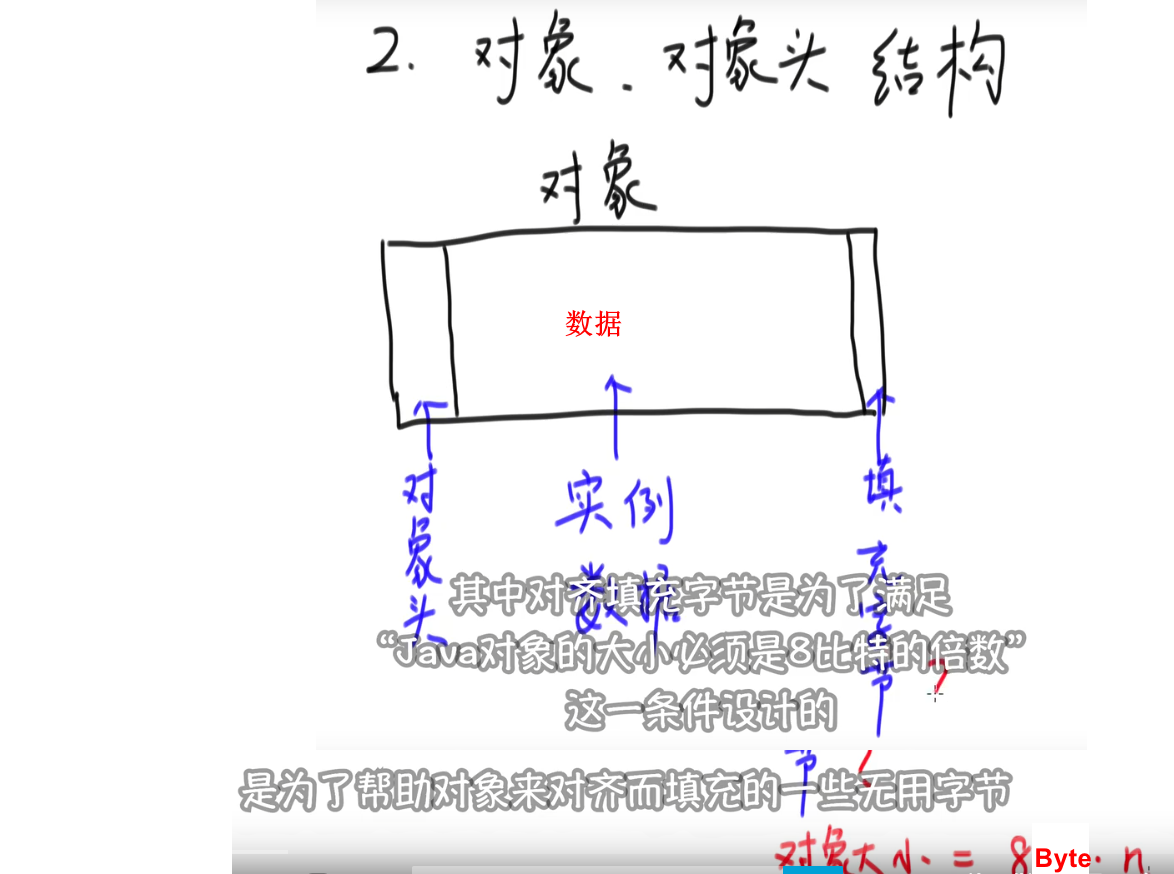 2. 对象、对象头 结构
对象
数据
对象头
实例数据
填充字节
其中对齐填充字节是为了满足
“Java对象的大小必须是8比特的倍数”
这一条件设计的
节
是为了帮助对象来对齐而填充的一些无用字节
对象大小 = 8Byte · n